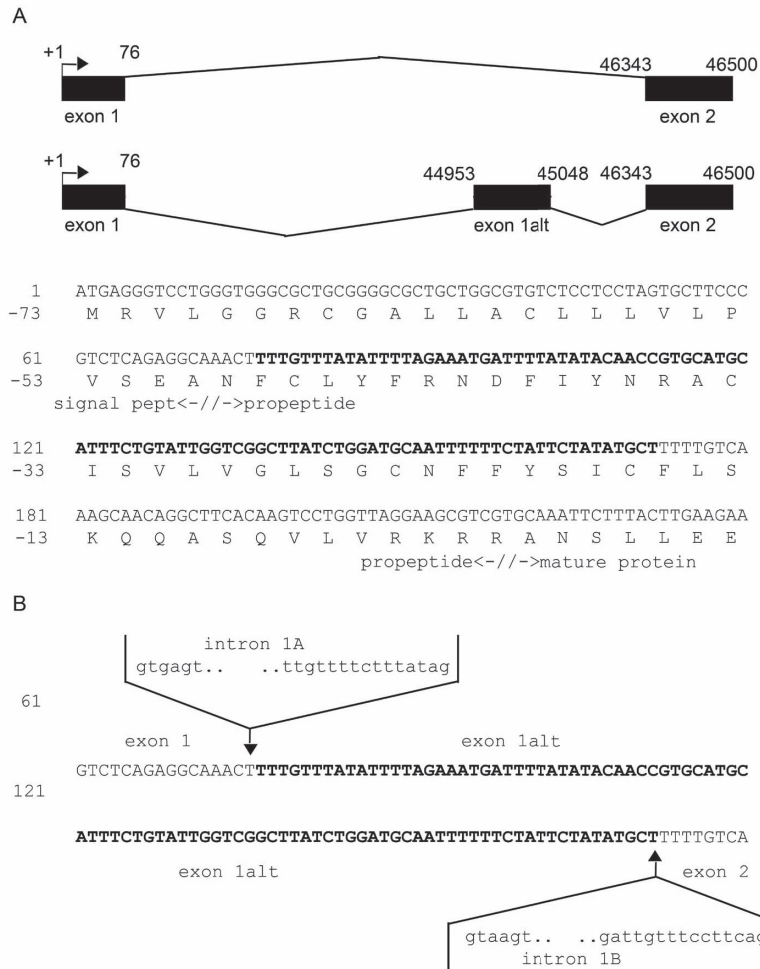 A
+1 76 46343 46500
exon 1 exon 2
+1 76 44953 45048 46343 46500
exon 1 exon 1alt exon 2
1 ATGAGGGTCCTGGGTGGGCGCTGCGGGGCGCTGCTGGCGTGTCTCCTCCTAGTGCTTCCC
-73 M R V L G G R C G A L L A C L L L V L P
61 GTCTCAGAGGCAAACTTTTGTTTATATTTTAGAAATGATTTTATATACAACCGTGCATGC
-53 V S E A N F C L Y F R N D F I Y N R A C
signal pept<-//->propeptide
121 ATTTCTGTATTGGTCGGCTTATCTGGATGCAATTTTTTCTATTCTATATGCTTTTTGTCA
-33 I S V L V G L S G C N F F Y S I C F L S
181 AAGCAACAGGCTTCACAAGTCCTGGTTAGGAAGCGTCGTGCAAATTCTTTACTTGAAGAA
-13 K Q Q A S Q V L V R K R R A N S L L E E
propeptide<-//->mature protein
B
intron 1A
gtgagt.. ..ttgttttctttatag
61
exon 1 exon 1alt
GTCTCAGAGGCAAACTTTTGTTTATATTTTAGAAATGATTTTATATACAACCGTGCATGC
121
ATTTCTGTATTGGTCGGCTTATCTGGATGCAATTTTTTCTATTCTATATGCTTTTTGTCA
exon 1alt exon 2
gtaagt.. ..gattgtttccttcag
intron 1B